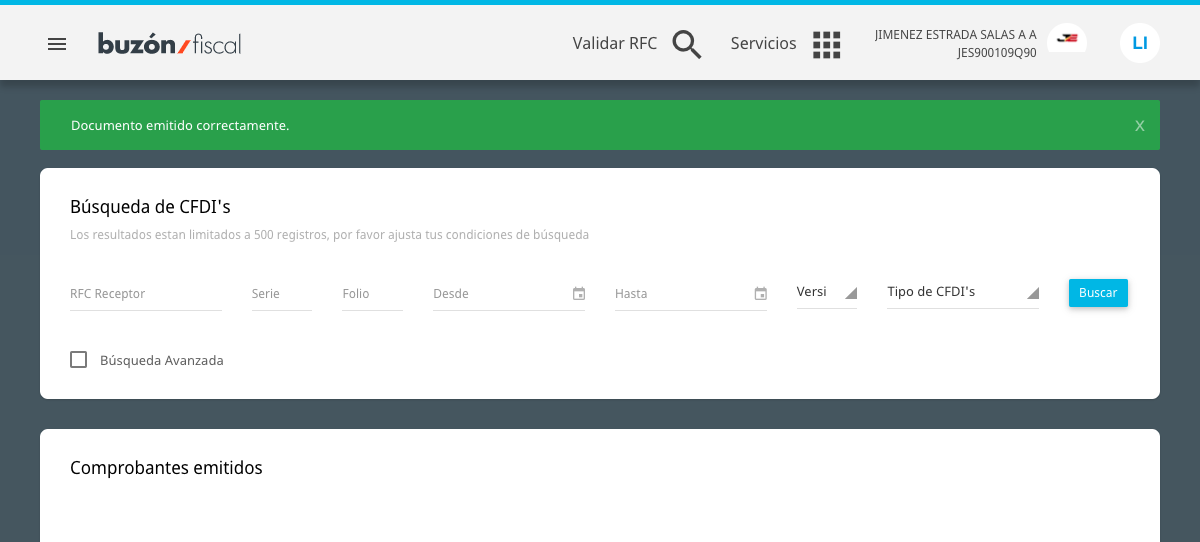 buzón/fiscal
Validar RFC
Servicios
JIMENEZ ESTRADA SALAS A A
JES900109Q90
LI
Documento emitido correctamente.
X
Búsqueda de CFDI's
Los resultados estan limitados a 500 registros, por favor ajusta tus condiciones de búsqueda
RFC Receptor
Serie
Folio
Desde
Hasta
Versi
Tipo de CFDI's
Buscar
Búsqueda Avanzada
Comprobantes emitidos